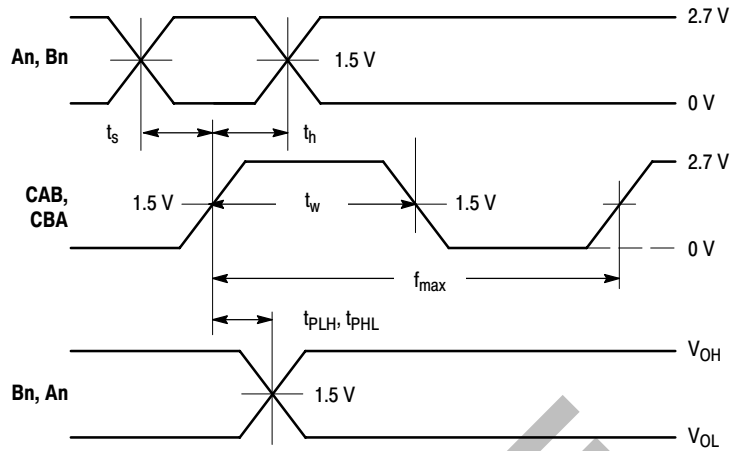 2.7 V
An, Bn
1.5 V
0 V
ts
th
2.7 V
CAB,
CBA
1.5 V
tw
1.5 V
0 V
fmax
tPLH, tPHL
VOH
Bn, An
1.5 V
VOL